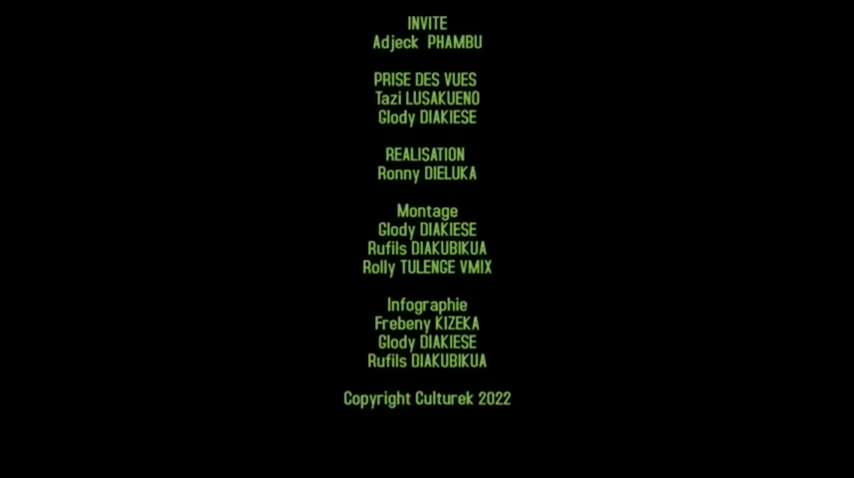 INVITE
Adjeck PHAMBU
PRISE DES VUES
Tazi LUSAKUENO
Glody DIAKIESE
REALISATION
Ronny DIELUKA
Montage
Glody DIAKIESE
Rufils DIAKUBIKUA
Rolly TULENGE VMIX
Infographie
Frebeny KIZEKA
Glody DIAKIESE
Rufils DIAKUBIKUA
Copyright Culturek 2022